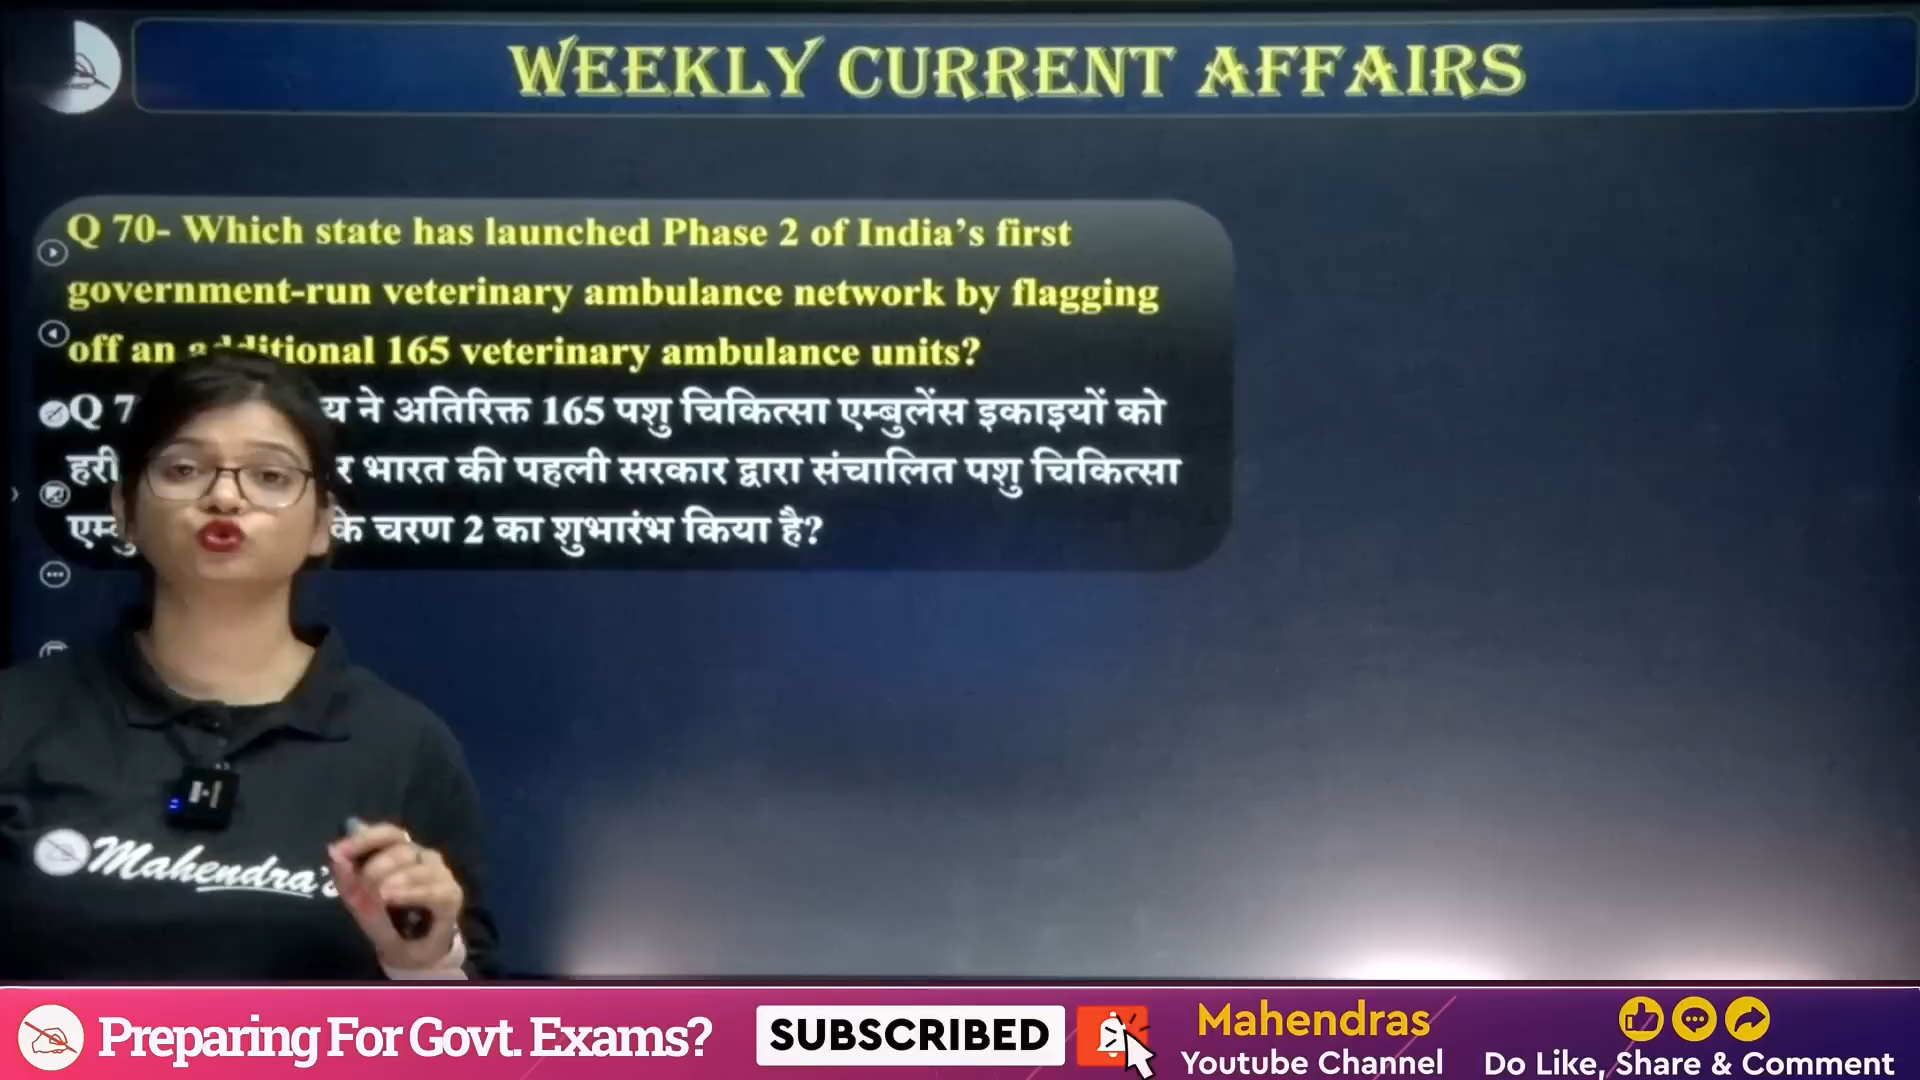 WEEKLY CURRENT AFFAIRS
Q 70- Which state has launched Phase 2 of India’s first
government-run veterinary ambulance network by flagging
off an additional 165 veterinary ambulance units?
Q 7 य ने अतिरिक्त 165 पशु चिकित्सा एम्बुलेंस इकाइयों को
हरी र भारत की पहली सरकार द्वारा संचालित पशु चिकित्सा
एम्बु के चरण 2 का शुभारंभ किया है?
Mahendra's
Preparing For Govt. Exams?
SUBSCRIBED
Mahendras
Youtube Channel
Do Like, Share & Comment